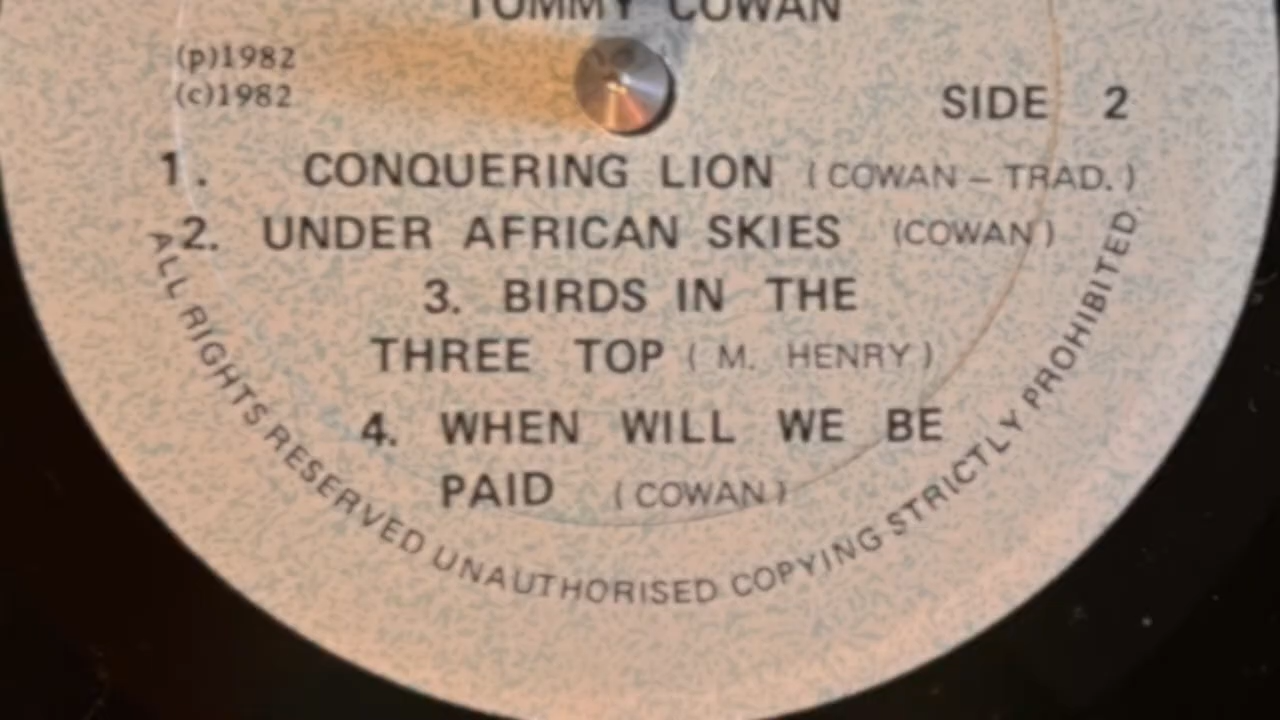 TOMMY COWAN
(p)1982
(c)1982
SIDE 2
1. CONQUERING LION (COWAN – TRAD.)
2. UNDER AFRICAN SKIES (COWAN)
3. BIRDS IN THE
THREE TOP ( M. HENRY )
4. WHEN WILL WE BE
PAID (COWAN)
ALL RIGHTS RESERVED UNAUTHORISED COPYING STRICTLY PROHIBITED.